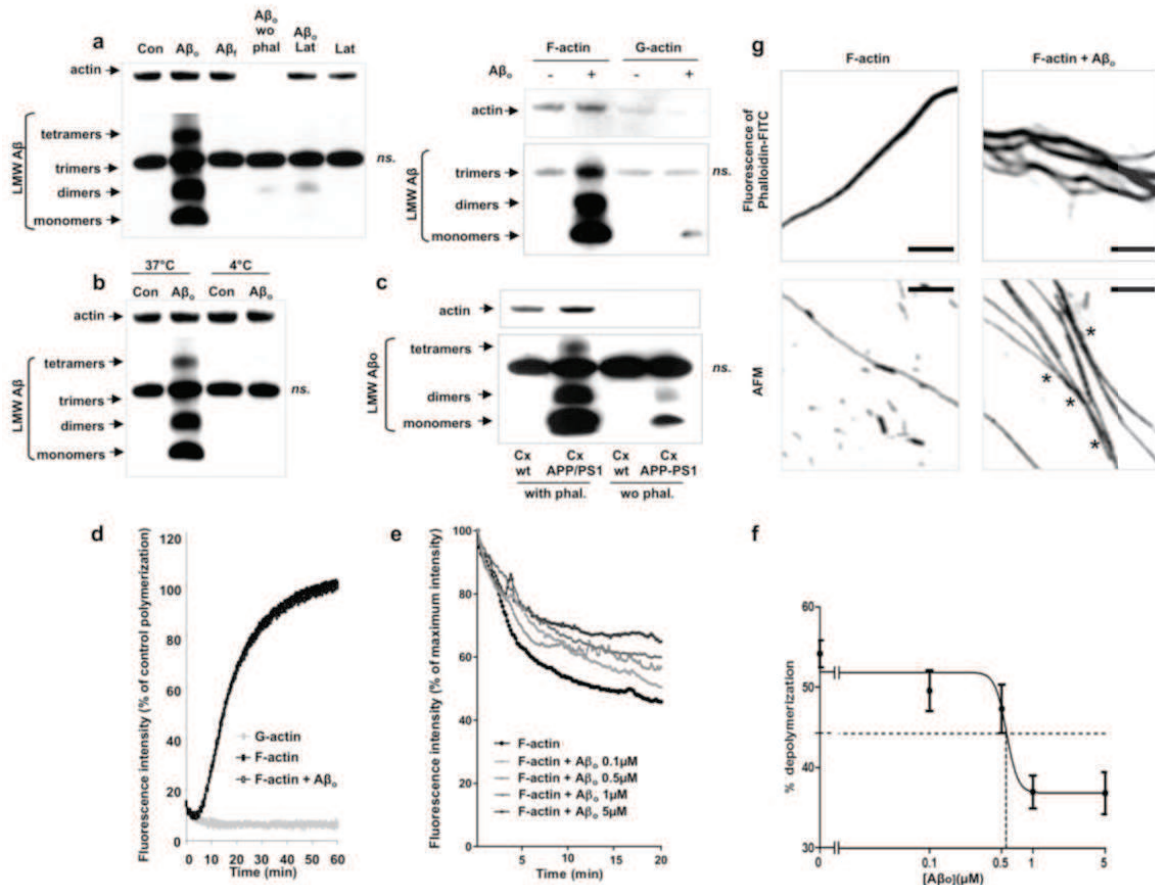 a
Con Aβₒ Aβf Aβₒ wo phal Aβₒ Lat Lat
actin
LMW Aβ
tetramers
trimers
dimers
monomers
ns.
F-actin G-actin
Aβₒ - + - +
actin
LMW Aβ
trimers
dimers
monomers
ns.
b
37°C 4°C
Con Aβₒ Con Aβₒ
actin
LMW Aβ
tetramers
trimers
dimers
monomers
ns.
c
actin
LMW Aβo
tetramers
dimers
monomers
ns.
Cx wt Cx APP/PS1 Cx wt Cx APP-PS1
with phal. wo phal.
g
F-actin F-actin + Aβₒ
Fluorescence of
Phalloidin-FITC
AFM
* * * *
d
Fluorescence intensity (% of control polymerization)
120
100
80
60
40
20
0
G-actin
F-actin
F-actin + Aβₒ
0 10 20 30 40 50 60
Time (min)
e
Fluorescence intensity (% of maximum intensity)
100
80
60
40
20
0
F-actin
F-actin + Aβₒ 0.1µM
F-actin + Aβₒ 0.5µM
F-actin + Aβₒ 1µM
F-actin + Aβₒ 5µM
5 10 15 20
Time (min)
f
% depolymerization
60
50
40
30
0 0.1 0.5 1 5
[Aβo](µM)